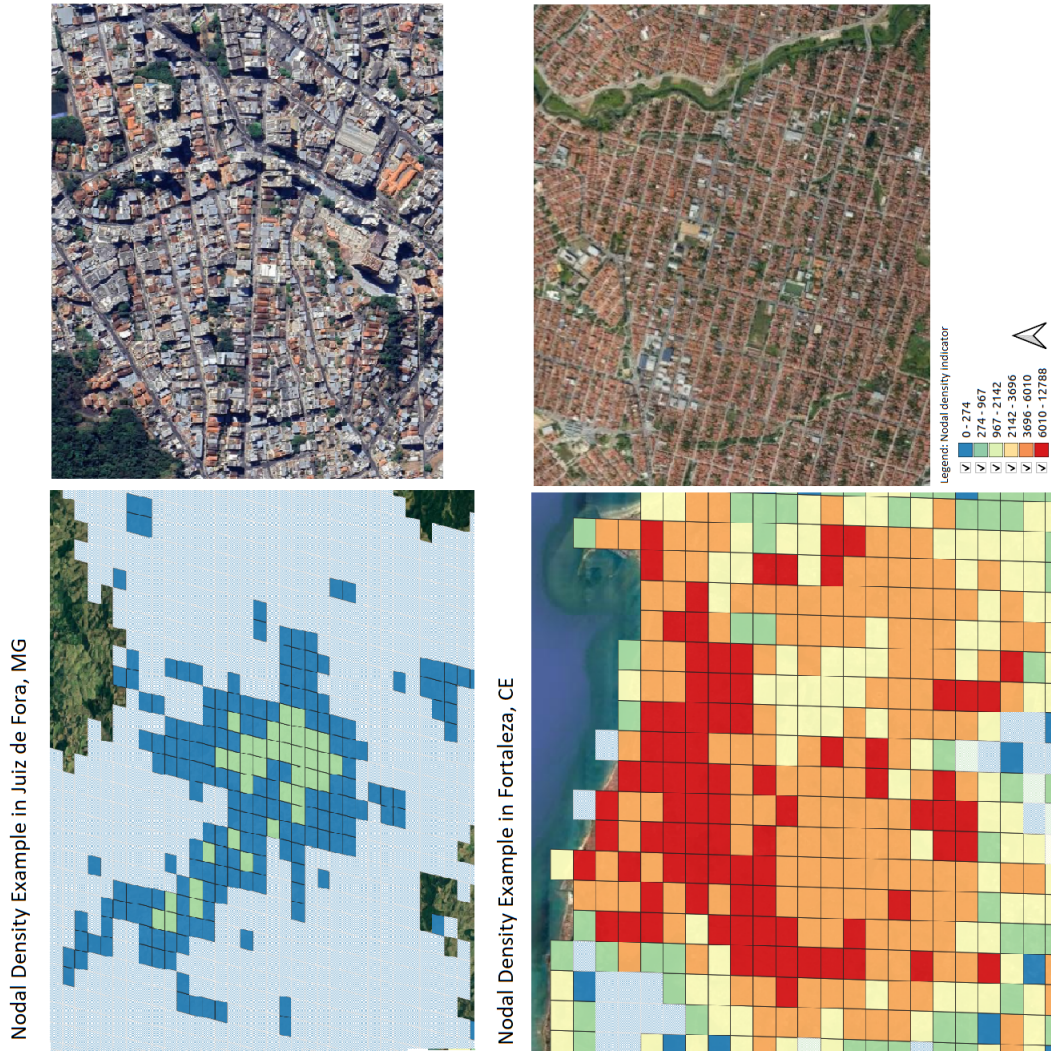 Nodal Density Example in Juiz de Fora, MG
Nodal Density Example in Fortaleza, CE
Legend: Nodal density indicator
0 - 274
274 - 967
967 - 2142
2142 - 3696
3696 - 6010
6010 - 12788